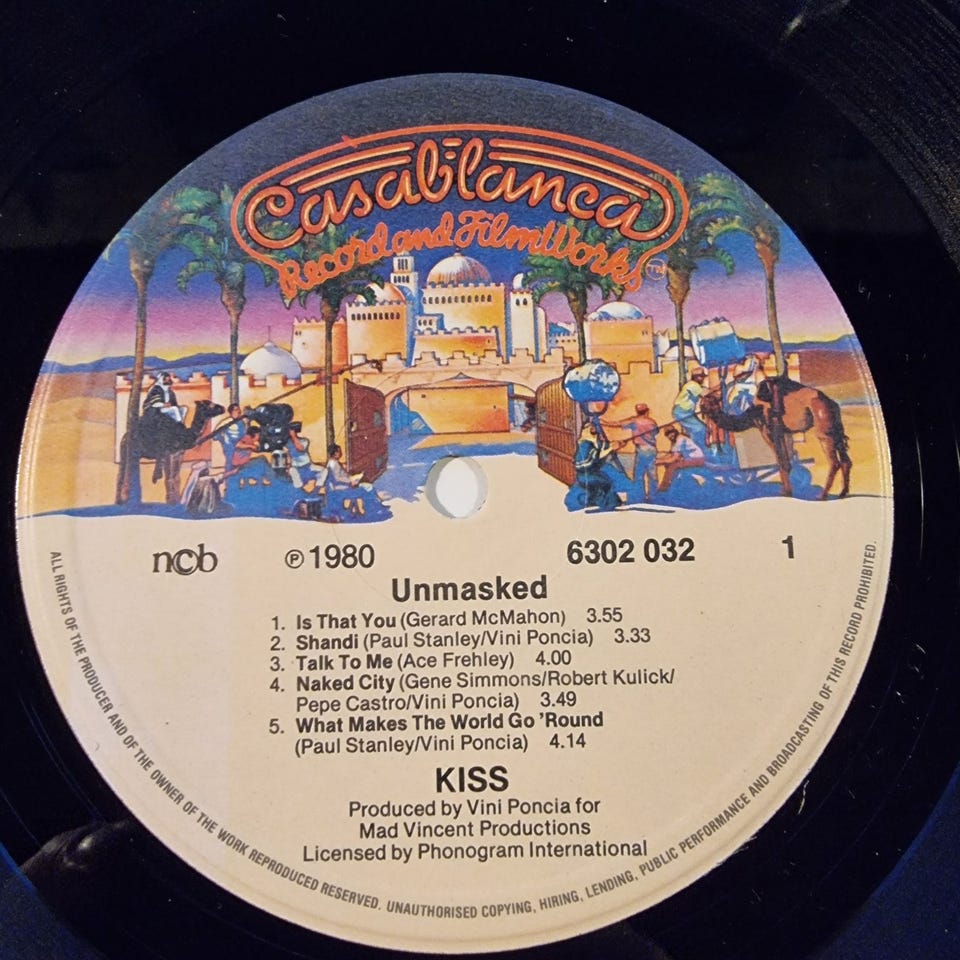 Casablanca
Record and FilmWorks TM
ncb ℗ 1980 6302 032 1
Unmasked
1. Is That You (Gerard McMahon) 3.55
2. Shandi (Paul Stanley/Vini Poncia) 3.33
3. Talk To Me (Ace Frehley) 4.00
4. Naked City (Gene Simmons/Robert Kulick/
Pepe Castro/Vini Poncia) 3.49
5. What Makes The World Go 'Round
(Paul Stanley/Vini Poncia) 4.14
KISS
Produced by Vini Poncia for
Mad Vincent Productions
Licensed by Phonogram International
ALL RIGHTS OF THE PRODUCER AND OF THE OWNER OF THE WORK REPRODUCED RESERVED. UNAUTHORISED COPYING, HIRING, LENDING, PUBLIC PERFORMANCE AND BROADCASTING OF THIS RECORD PROHIBITED.